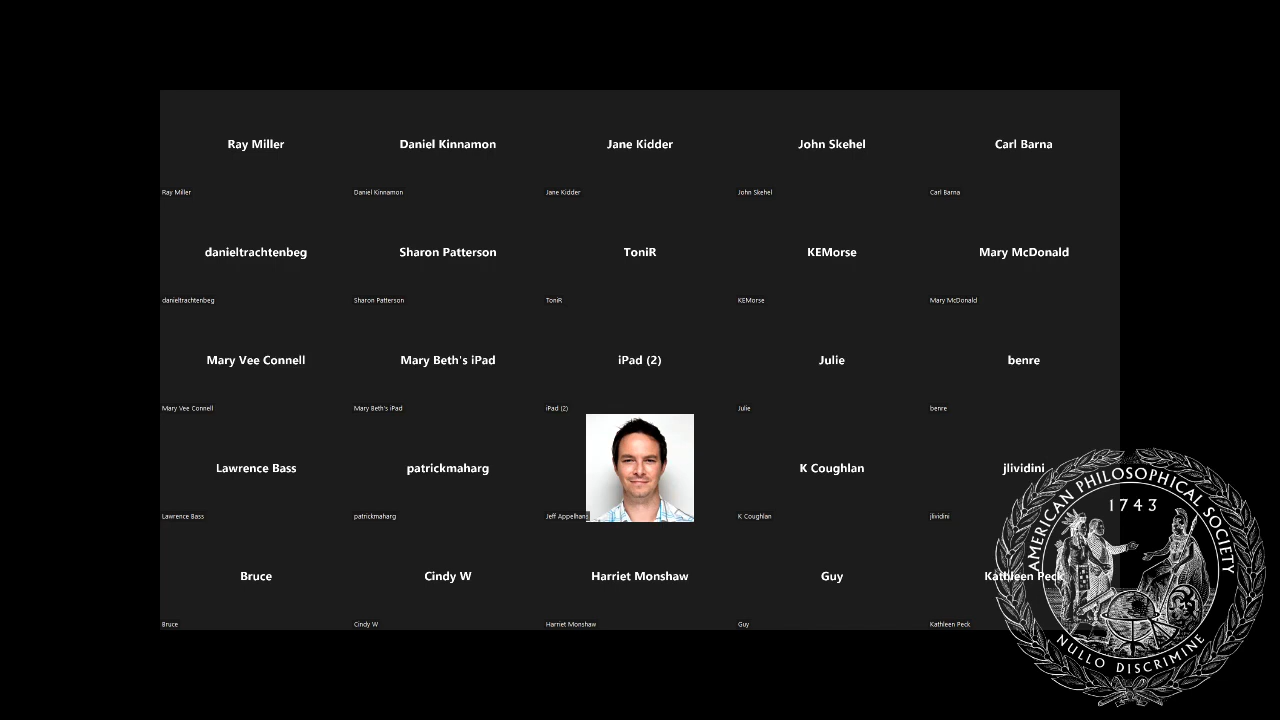 Ray Miller
Daniel Kinnamon
Jane Kidder
John Skehel
Carl Barna
Ray Miller
Daniel Kinnamon
Jane Kidder
John Skehel
Carl Barna
danieltrachtenbeg
Sharon Patterson
ToniR
KEMorse
Mary McDonald
danieltrachtenbeg
Sharon Patterson
ToniR
KEMorse
Mary McDonald
Mary Vee Connell
Mary Beth's iPad
iPad (2)
Julie
benre
Mary Vee Connell
Mary Beth's iPad
iPad (2)
Julie
benre
Lawrence Bass
patrickmaharg
K Coughlan
jlividini
Lawrence Bass
patrickmaharg
Jeff Appelhans
K Coughlan
jlividini
Bruce
Cindy W
Harriet Monshaw
Guy
Kathleen Peck
Bruce
Cindy W
Harriet Monshaw
Guy
Kathleen Peck
AMERICAN PHILOSOPHICAL SOCIETY
1743
NULLO DISCRIMINE